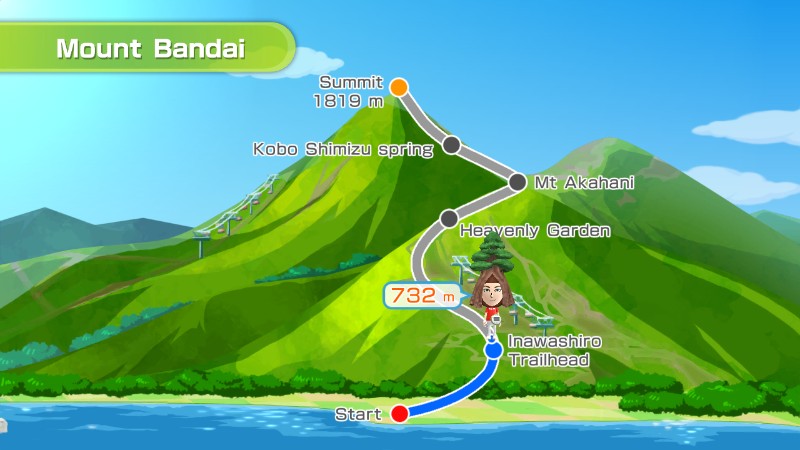 Mount Bandai
Summit
1819 m
Kobo Shimizu spring
Mt Akahani
Heavenly Garden
732 m
Inawashiro
Trailhead
Start